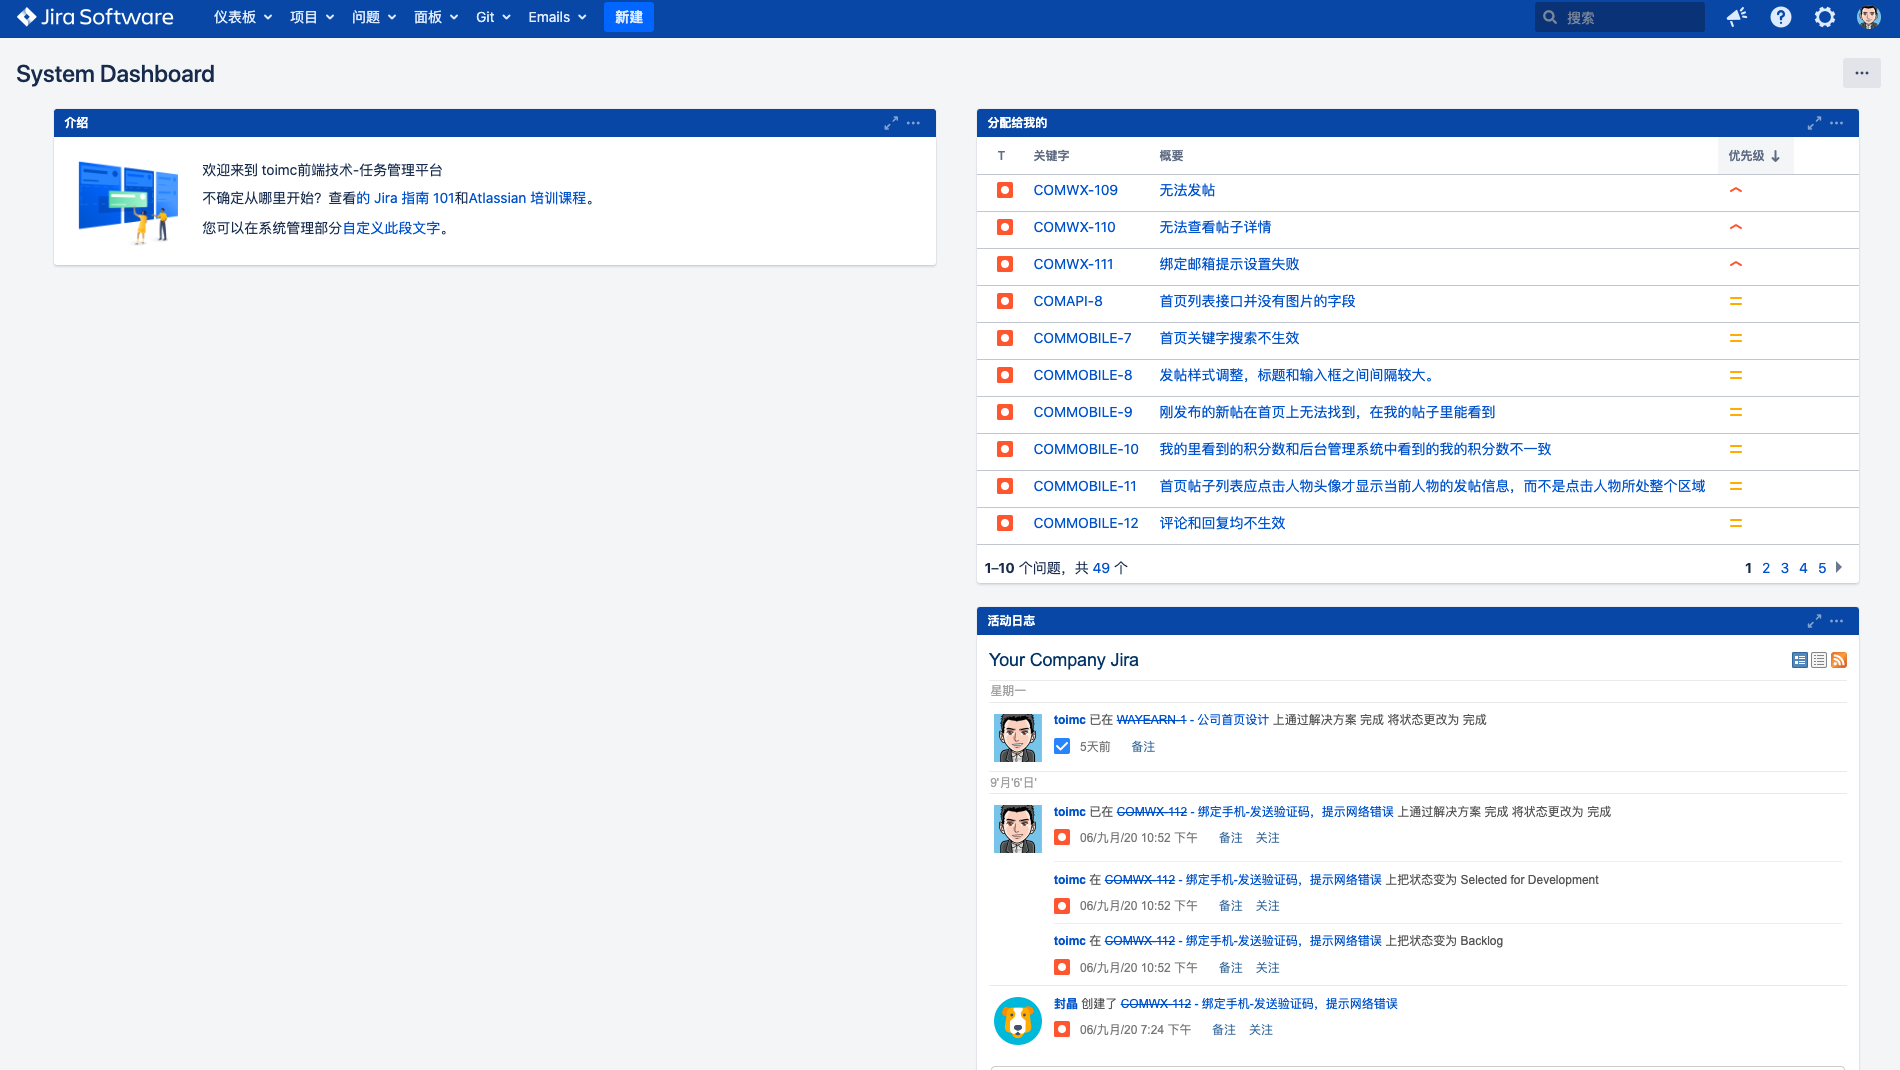 Jira Software 仪表板 项目 问题 面板 Git Emails 新建 搜索
System Dashboard
介绍
欢迎来到 toimc前端技术-任务管理平台
不确定从哪里开始？查看的 Jira 指南 101和Atlassian 培训课程。
您可以在系统管理部分自定义此段文字。
分配给我的
T 关键字 概要 优先级
COMWX-109 无法发帖
COMWX-110 无法查看帖子详情
COMWX-111 绑定邮箱提示设置失败
COMAPI-8 首页列表接口并没有图片的字段
COMMOBILE-7 首页关键字搜索不生效
COMMOBILE-8 发帖样式调整，标题和输入框之间间隔较大。
COMMOBILE-9 刚发布的新帖在首页上无法找到，在我的帖子里能看到
COMMOBILE-10 我的里看到的积分数和后台管理系统中看到的我的积分数不一致
COMMOBILE-11 首页帖子列表应点击人物头像才显示当前人物的发帖信息，而不是点击人物所处整个区域
COMMOBILE-12 评论和回复均不生效
1–10 个问题，共 49 个 1 2 3 4 5
活动日志
Your Company Jira
星期一
toimc 已在 WAYEARN-1 - 公司首页设计 上通过解决方案 完成 将状态更改为 完成
5天前 备注
9'月'6'日'
toimc 已在 COMWX-112 - 绑定手机-发送验证码，提示网络错误 上通过解决方案 完成 将状态更改为 完成
06/九月/20 10:52 下午 备注 关注
toimc 在 COMWX-112 - 绑定手机-发送验证码，提示网络错误 上把状态变为 Selected for Development
06/九月/20 10:52 下午 备注 关注
toimc 在 COMWX-112 - 绑定手机-发送验证码，提示网络错误 上把状态变为 Backlog
06/九月/20 10:52 下午 备注 关注
封晶 创建了 COMWX-112 - 绑定手机-发送验证码，提示网络错误
06/九月/20 7:24 下午 备注 关注